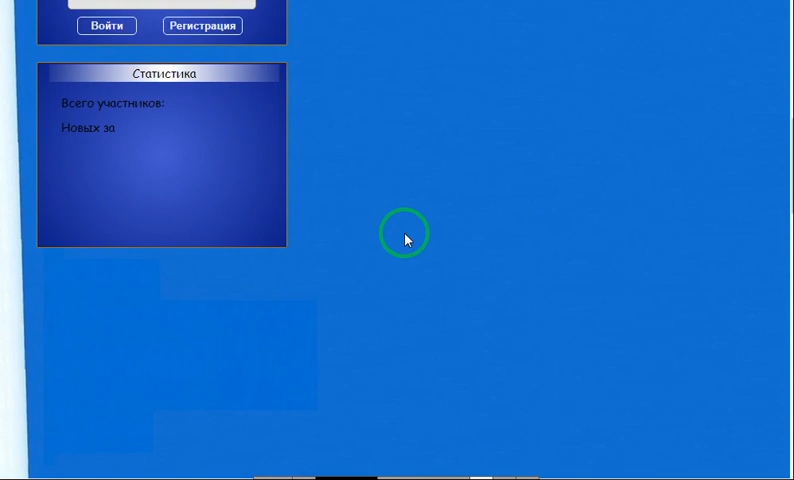 Войти Регистрация
Статистика
Всего участников:
Новых за